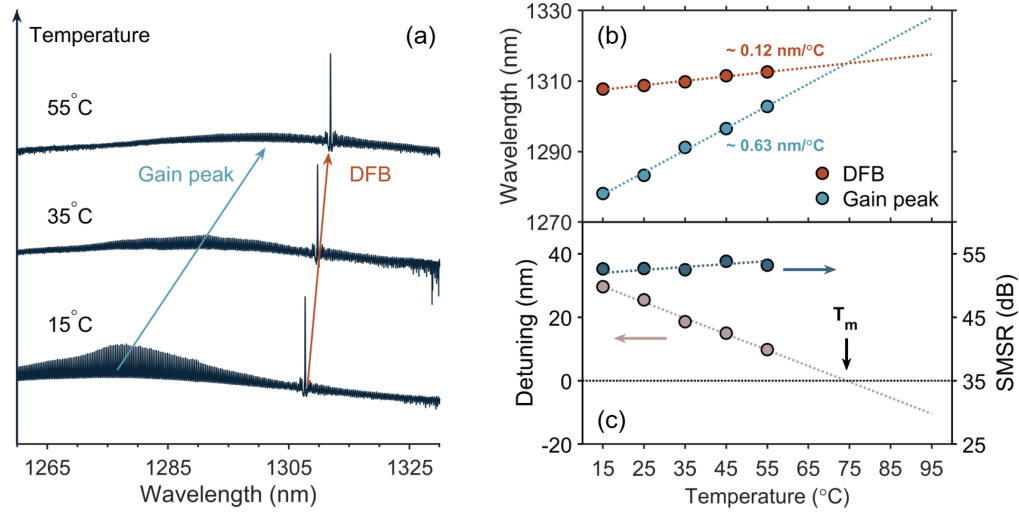 Temperature
(a)
55°C
Gain peak
DFB
35°C
15°C
1265
1285
1305
1325
Wavelength (nm)
(b)
1330
1310
1290
1270
Wavelength (nm)
~ 0.12 nm/°C
~ 0.63 nm/°C
DFB
Gain peak
40
20
0
-20
Detuning (nm)
55
45
35
25
SMSR (dB)
Tm
(c)
15
25
35
45
55
65
75
85
95
Temperature (°C)